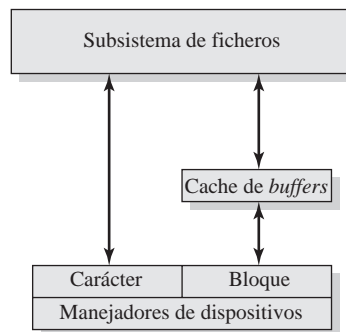 Subsistema de ficheros
Cache de buffers
Carácter
Bloque
Manejadores de dispositivos